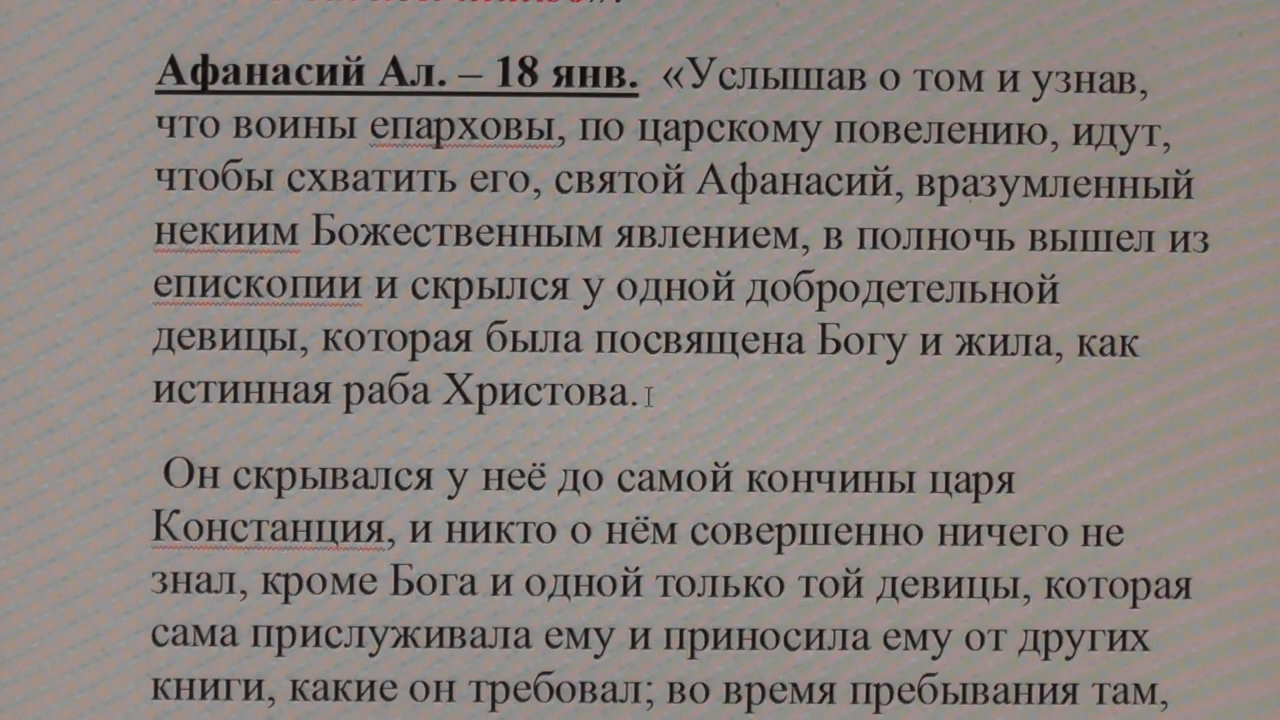 Афанасий Ал. – 18 янв. «Услышав о том и узнав,
что воины епарховы, по царскому повелению, идут,
чтобы схватить его, святой Афанасий, вразумленный
некиим Божественным явлением, в полночь вышел из
епископии и скрылся у одной добродетельной
девицы, которая была посвящена Богу и жила, как
истинная раба Христова.
Он скрывался у неё до самой кончины царя
Констанция, и никто о нём совершенно ничего не
знал, кроме Бога и одной только той девицы, которая
сама прислуживала ему и приносила ему от других
книги, какие он требовал; во время пребывания там,